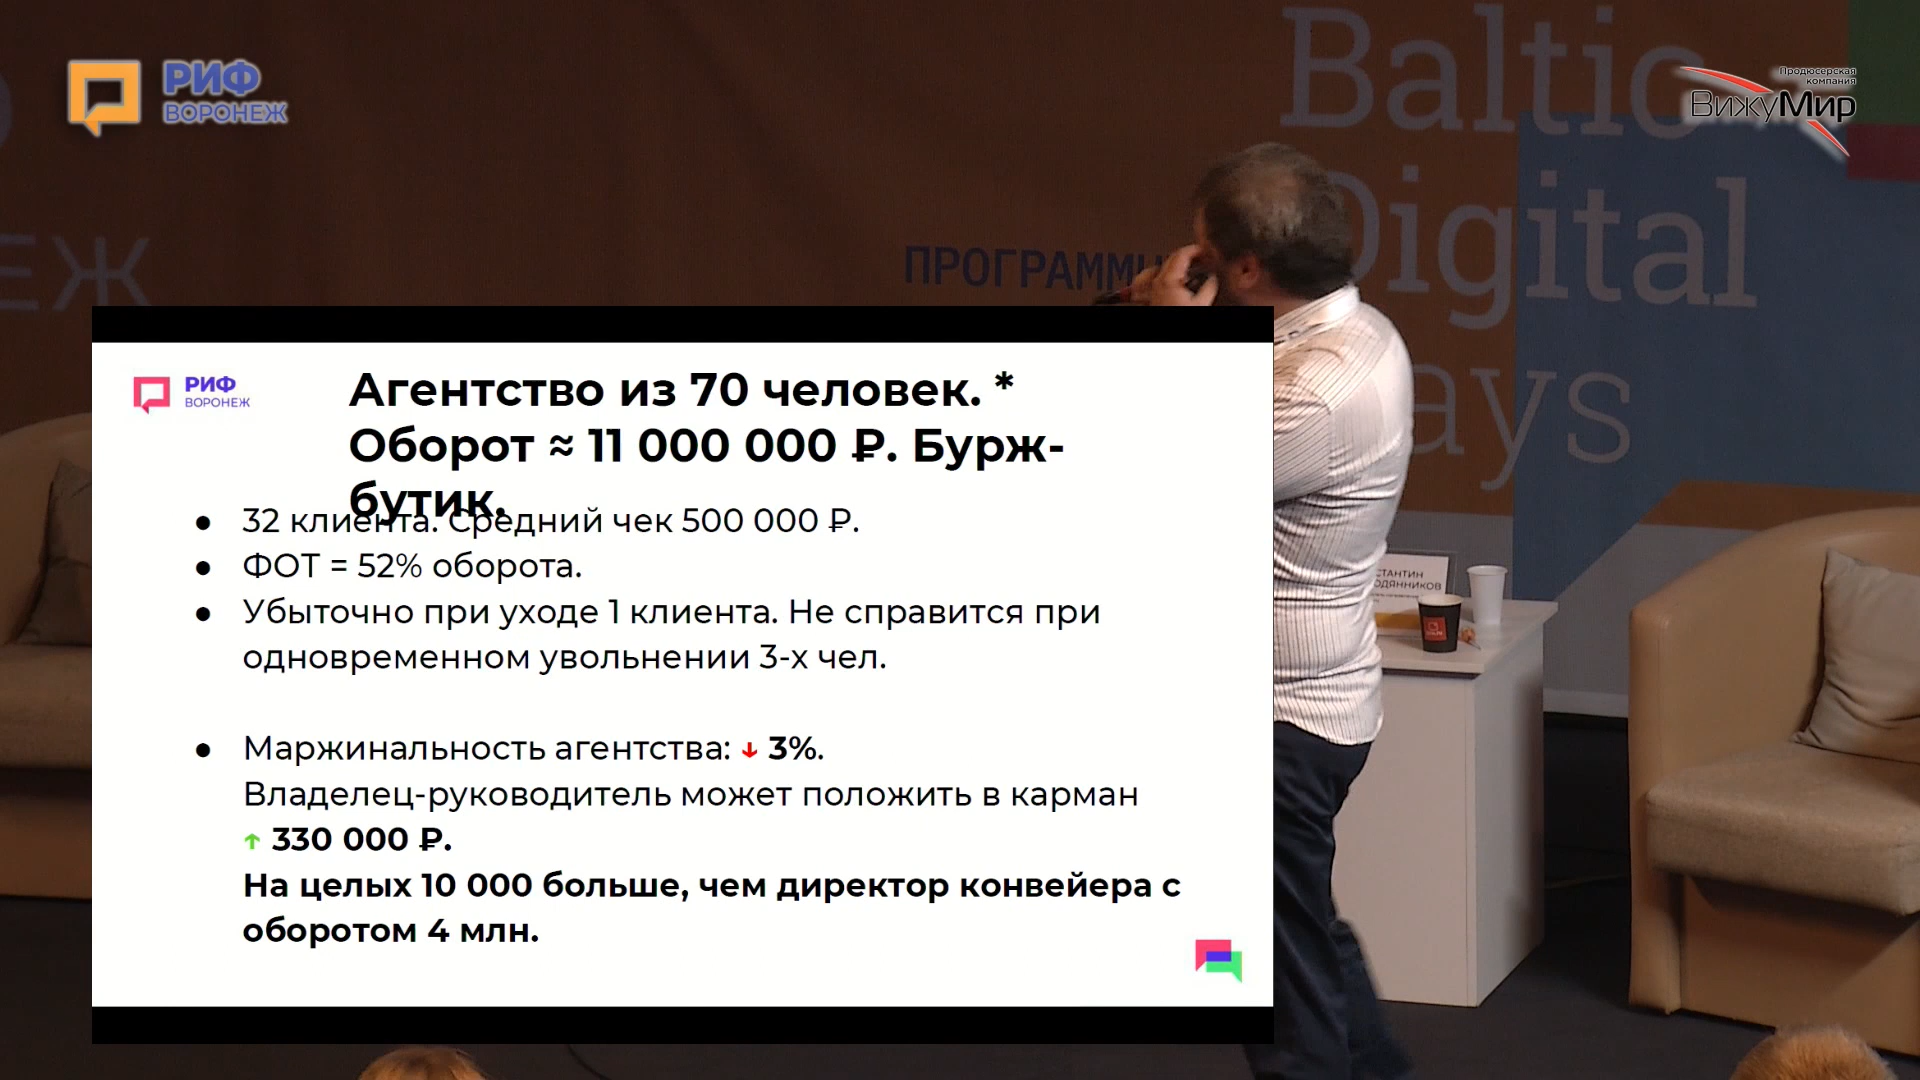 РИФ
ВОРОНЕЖ
Baltic
Digital
ays
Продюсерская
компания
ВижуМир
ЕЖ
РИФ
ВОРОНЕЖ
Агентство из 70 человек. *
Оборот ≈ 11 000 000 ₽. Бурж-
бутик.
● 32 клиента. Средний чек 500 000 ₽.
● ФОТ = 52% оборота.
● Убыточно при уходе 1 клиента. Не справится при
одновременном увольнении 3-х чел.
● Маржинальность агентства: ↓ 3%.
Владелец-руководитель может положить в карман
↑ 330 000 ₽.
На целых 10 000 больше, чем директор конвейера с
оборотом 4 млн.